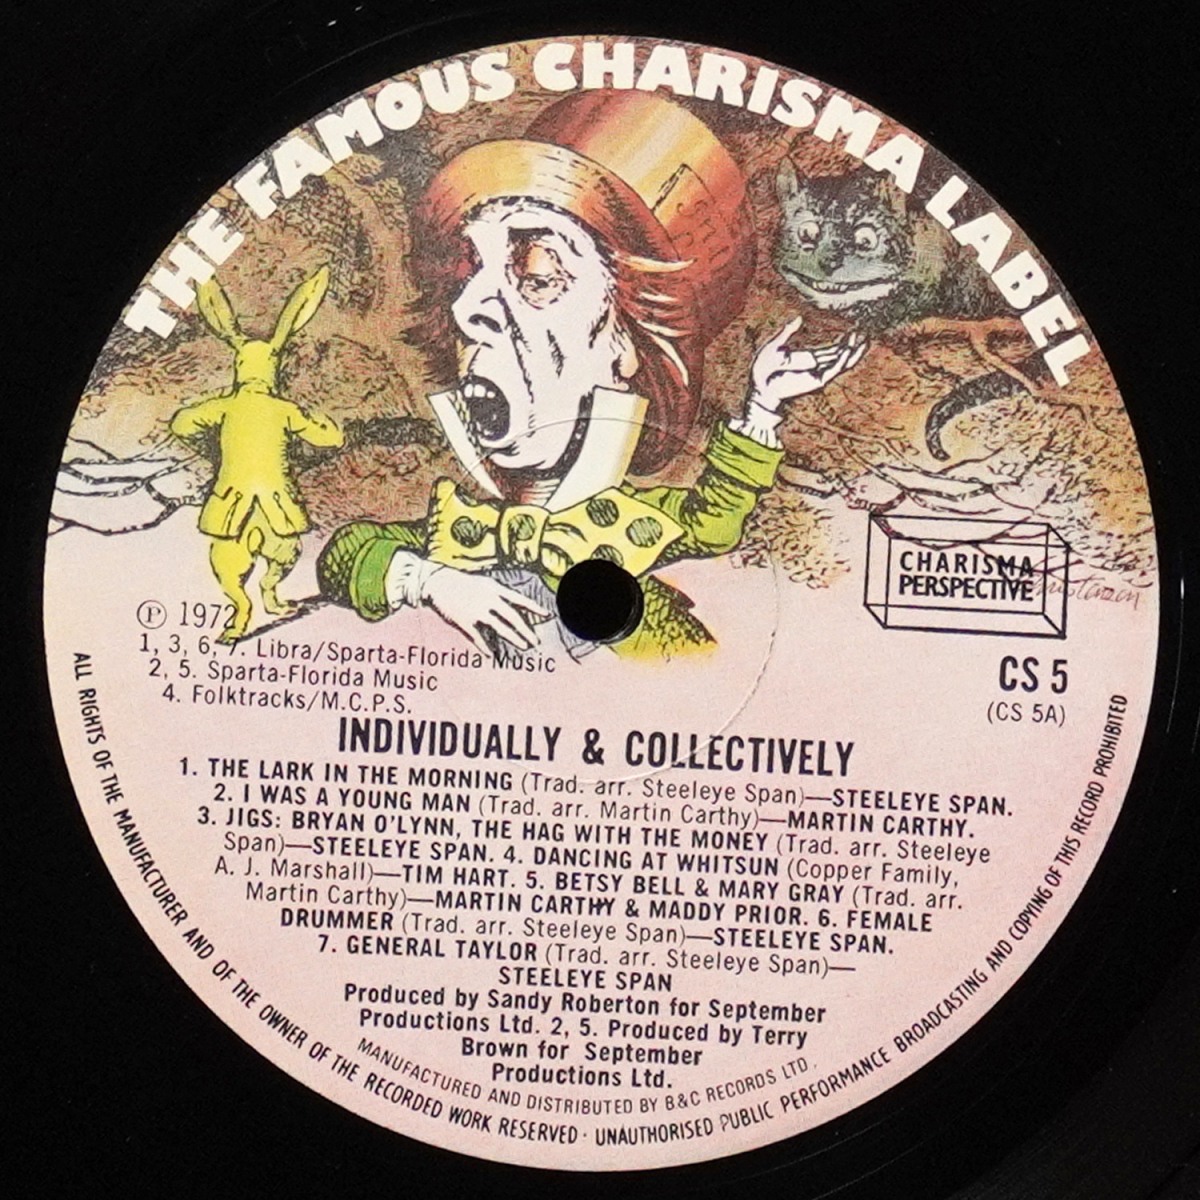 THE FAMOUS CHARISMA LABEL
CHARISMA
PERSPECTIVE
℗ 1972
1, 3, 6, 7. Libra/Sparta-Florida Music
2, 5. Sparta-Florida Music
4. Folktracks/M.C.P.S.
CS 5
(CS 5A)
INDIVIDUALLY & COLLECTIVELY
1. THE LARK IN THE MORNING (Trad. arr. Steeleye Span)—STEELEYE SPAN.
2. I WAS A YOUNG MAN (Trad. arr. Martin Carthy)—MARTIN CARTHY.
3. JIGS: BRYAN O'LYNN, THE HAG WITH THE MONEY (Trad. arr. Steeleye
Span)—STEELEYE SPAN. 4. DANCING AT WHITSUN (Copper Family,
A. J. Marshall)—TIM HART. 5. BETSY BELL & MARY GRAY (Trad. arr.
Martin Carthy)—MARTIN CARTHY & MADDY PRIOR. 6. FEMALE
DRUMMER (Trad. arr. Steeleye Span)—STEELEYE SPAN.
7. GENERAL TAYLOR (Trad. arr. Steeleye Span)—
STEELEYE SPAN
Produced by Sandy Roberton for September
Productions Ltd. 2, 5. Produced by Terry
Brown for September
Productions Ltd.
MANUFACTURED AND DISTRIBUTED BY B&C RECORDS LTD.
ALL RIGHTS OF THE MANUFACTURER AND OF THE OWNER OF THE RECORDED WORK RESERVED · UNAUTHORISED PUBLIC PERFORMANCE BROADCASTING AND COPYING OF THIS RECORD PROHIBITED